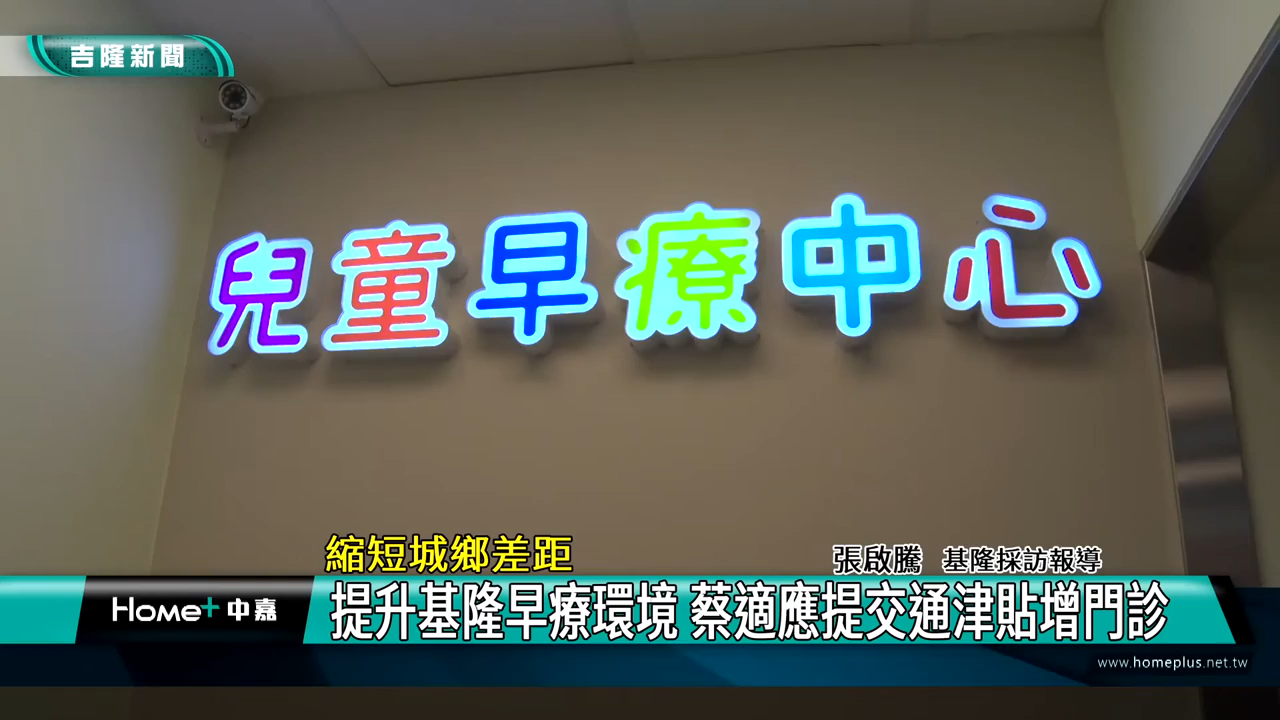 吉隆新聞
兒童早療中心
縮短城鄉差距
張啟騰 基隆採訪報導
Home+中嘉
提升基隆早療環境 蔡適應提交通津貼增門診
www.homeplus.net.tw